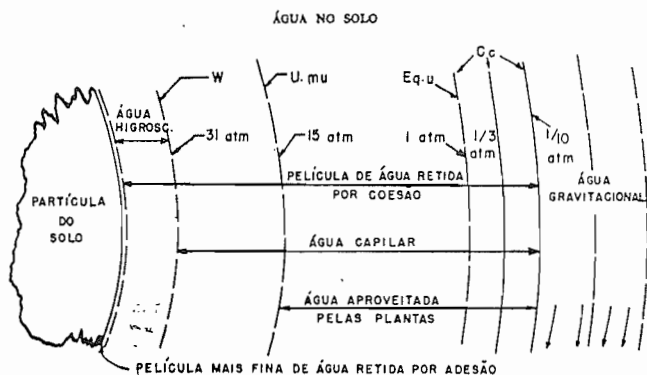 ÁGUA NO SOLO
W
U. mu
Eq. u
Cc
ÁGUA
HIGROSC.
31 atm
15 atm
1 atm
1/3
atm
1/10
atm
PELÍCULA DE ÁGUA RETIDA
POR COESAO
ÁGUA
GRAVITACIONAL
PARTÍCULA
DO
SOLO
ÁGUA CAPILAR
ÁGUA APROVEITADA
PELAS PLANTAS
PELÍCULA MAIS FINA DE ÁGUA RETIDA POR ADESÃO